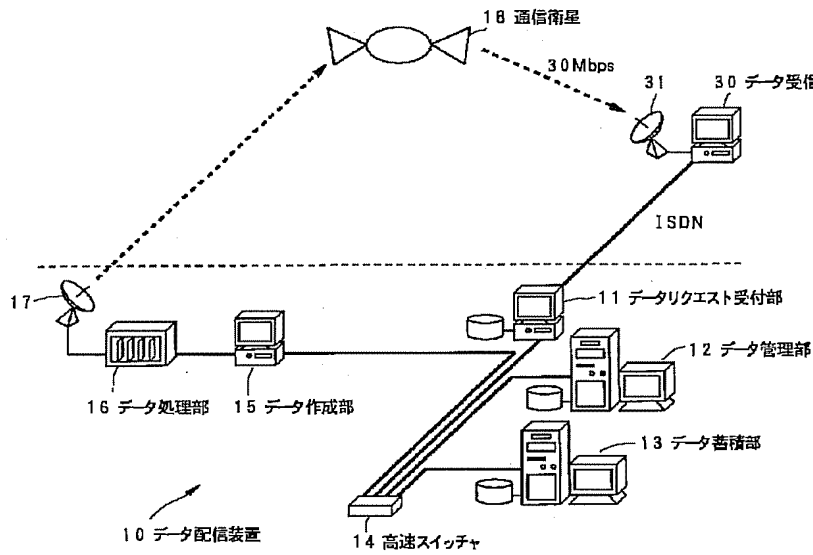 18 通信衛星
30Mbps
31
30 データ受信
ISDN
17
11 データリクエスト受付部
12 データ管理部
16 データ処理部
15 データ作成部
13 データ蓄積部
10 データ配信装置
14 高速スイッチャ